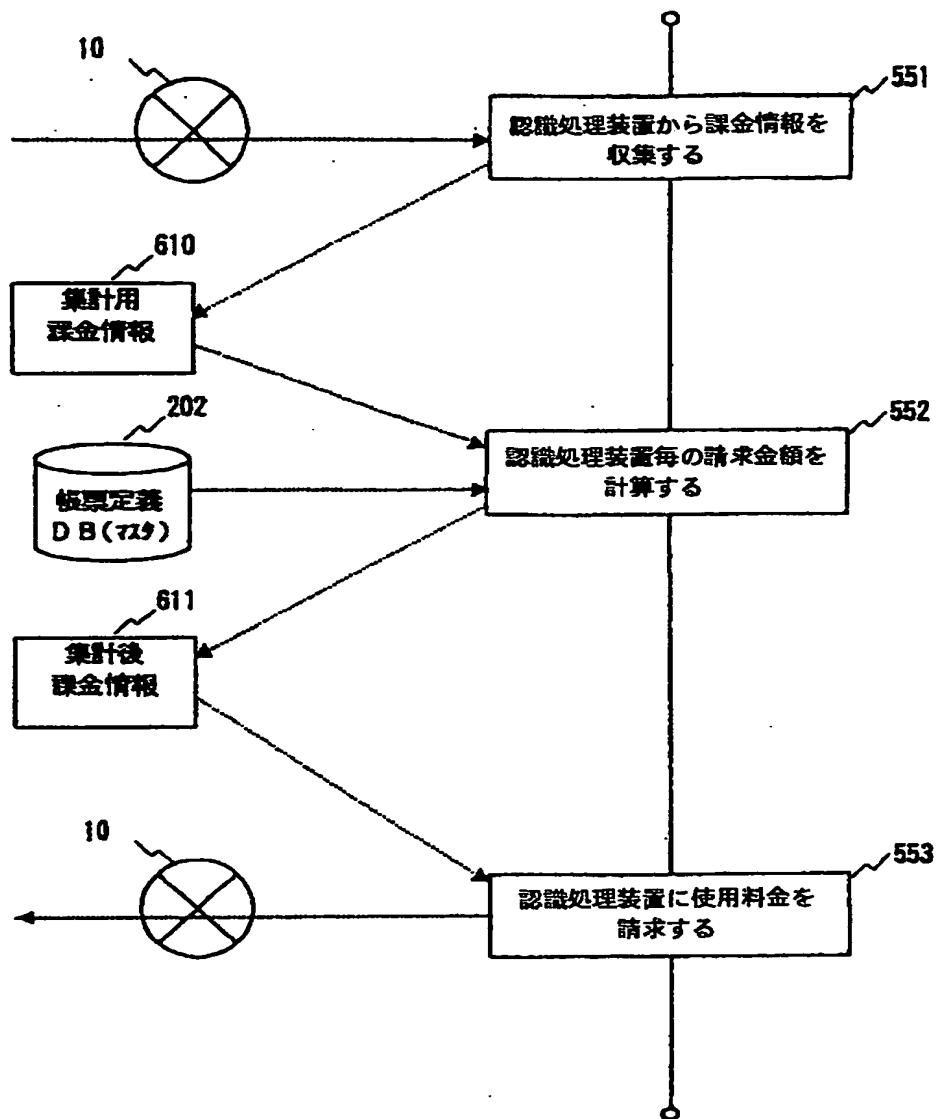 10
551
認識処理装置から課金情報を
収集する
610
集計用
課金情報
202
帳票定義
DB(マスタ)
552
認識処理装置毎の請求金額を
計算する
611
集計後
課金情報
10
553
認識処理装置に使用料金を
請求する